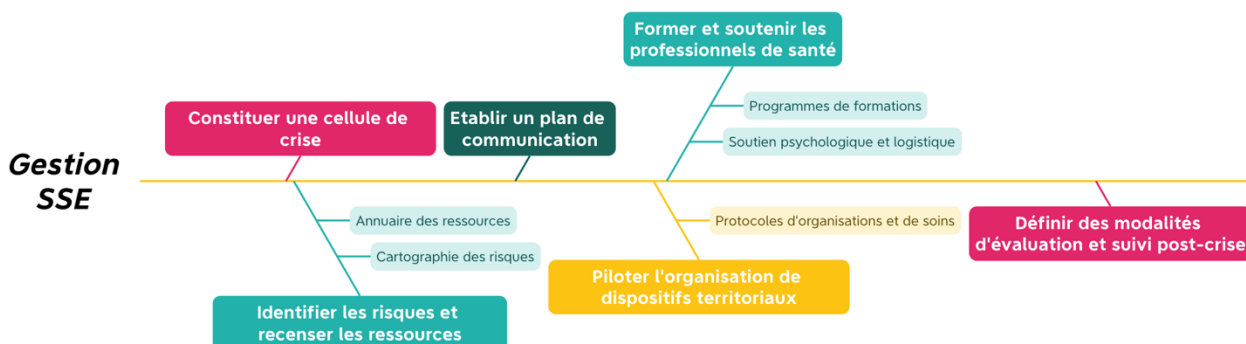 Gestion
SSE
Constituer une cellule de
crise
Identifier les risques et
recenser les ressources
Annuaire des ressources
Cartographie des risques
Etablir un plan de
communication
Former et soutenir les
professionnels de santé
Programmes de formations
Soutien psychologique et logistique
Piloter l'organisation de
dispositifs territoriaux
Protocoles d'organisations et de soins
Définir des modalités
d'évaluation et suivi post-crise